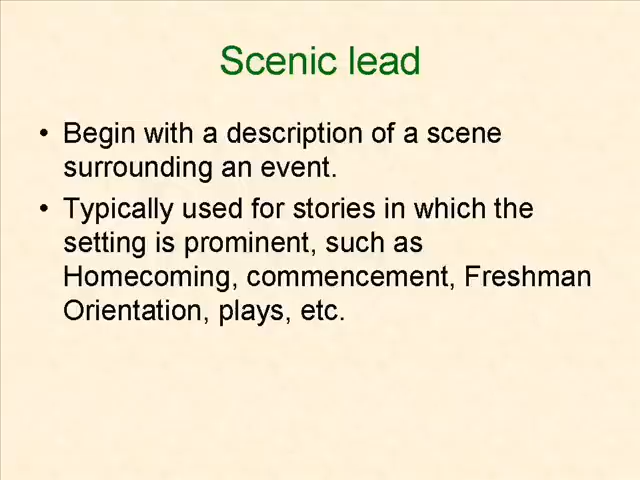 Scenic lead
• Begin with a description of a scene
surrounding an event.
• Typically used for stories in which the
setting is prominent, such as
Homecoming, commencement, Freshman
Orientation, plays, etc.